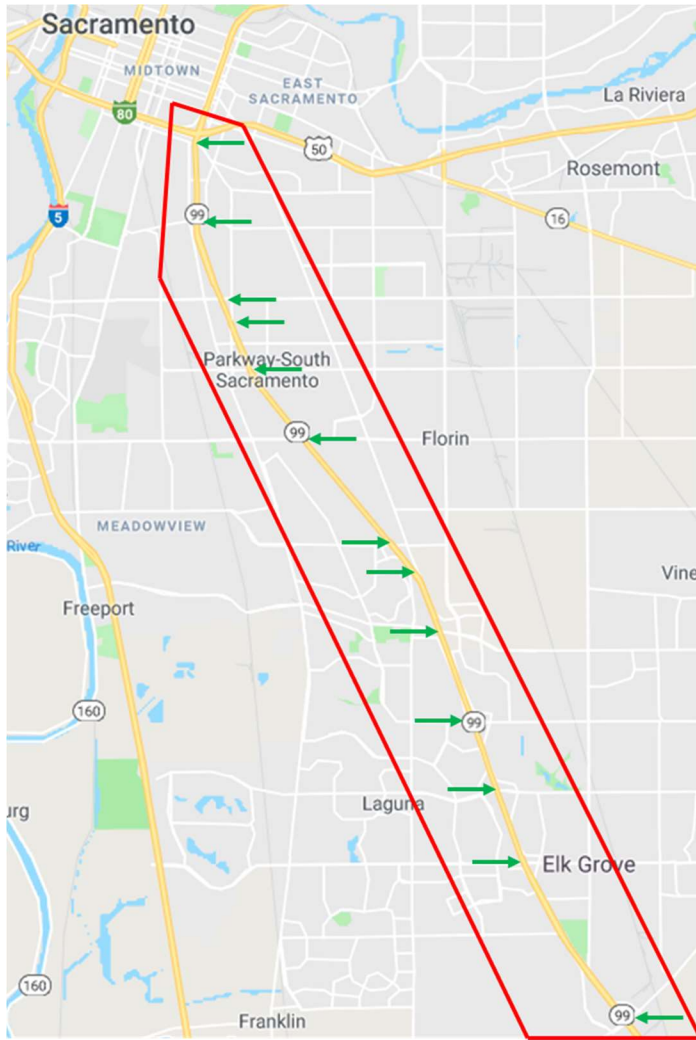 Sacramento
MIDTOWN
EAST
SACRAMENTO
La Riviera
80
50
Rosemont
5
99
16
Parkway-South
Sacramento
99
Florin
MEADOWVIEW
River
Vine
Freeport
160
99
Laguna
urg
Elk Grove
160
99
Franklin